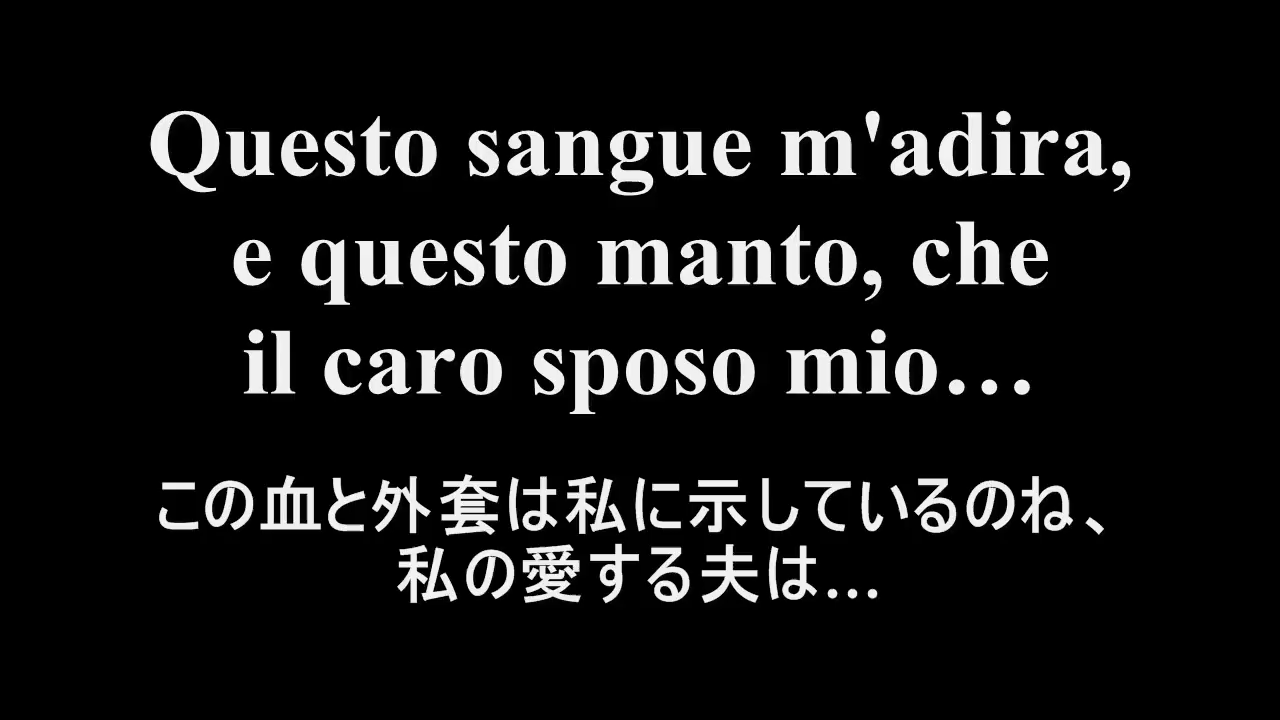 Questo sangue m'adira,
e questo manto, che
il caro sposo mio…
この血と外套は私に示しているのね、
私の愛する夫は…